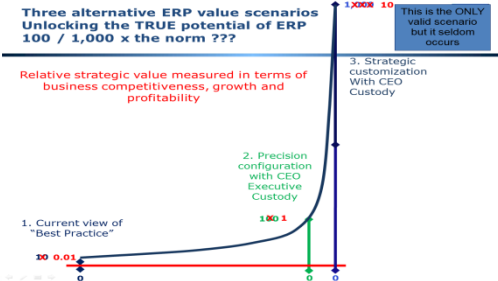 Three alternative ERP value scenarios
Unlocking the TRUE potential of ERP
100 / 1,000 x the norm ???
This is the ONLY
valid scenario
but it seldom
occurs
Relative strategic value measured in terms of
business competitiveness, growth and
profitability
3. Strategic
customization
With CEO
Custody
2. Precision
configuration
with CEO
Executive
Custody
1
1. Current view of
“Best Practice”
0.01
0
0
0